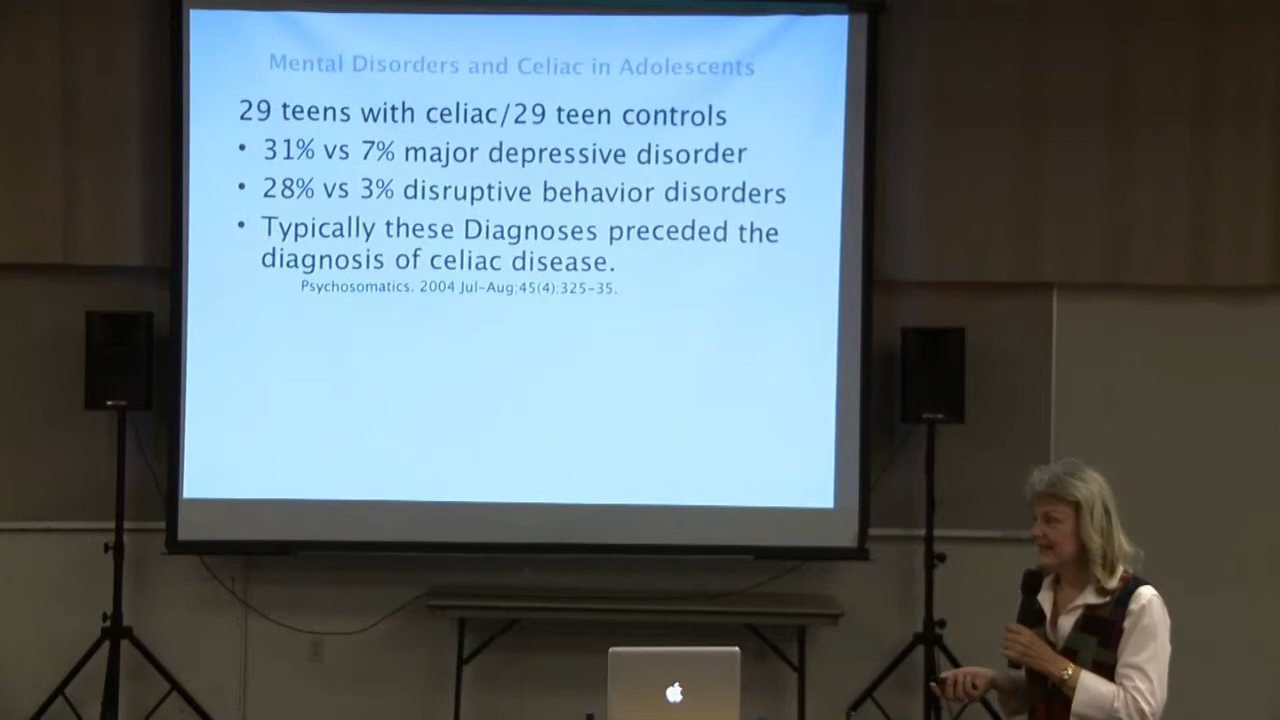 Mental Disorders and Celiac in Adolescents
29 teens with celiac/29 teen controls
• 31% vs 7% major depressive disorder
• 28% vs 3% disruptive behavior disorders
• Typically these Diagnoses preceded the
diagnosis of celiac disease.
Psychosomatics. 2004 Jul-Aug;45(4):325-35.